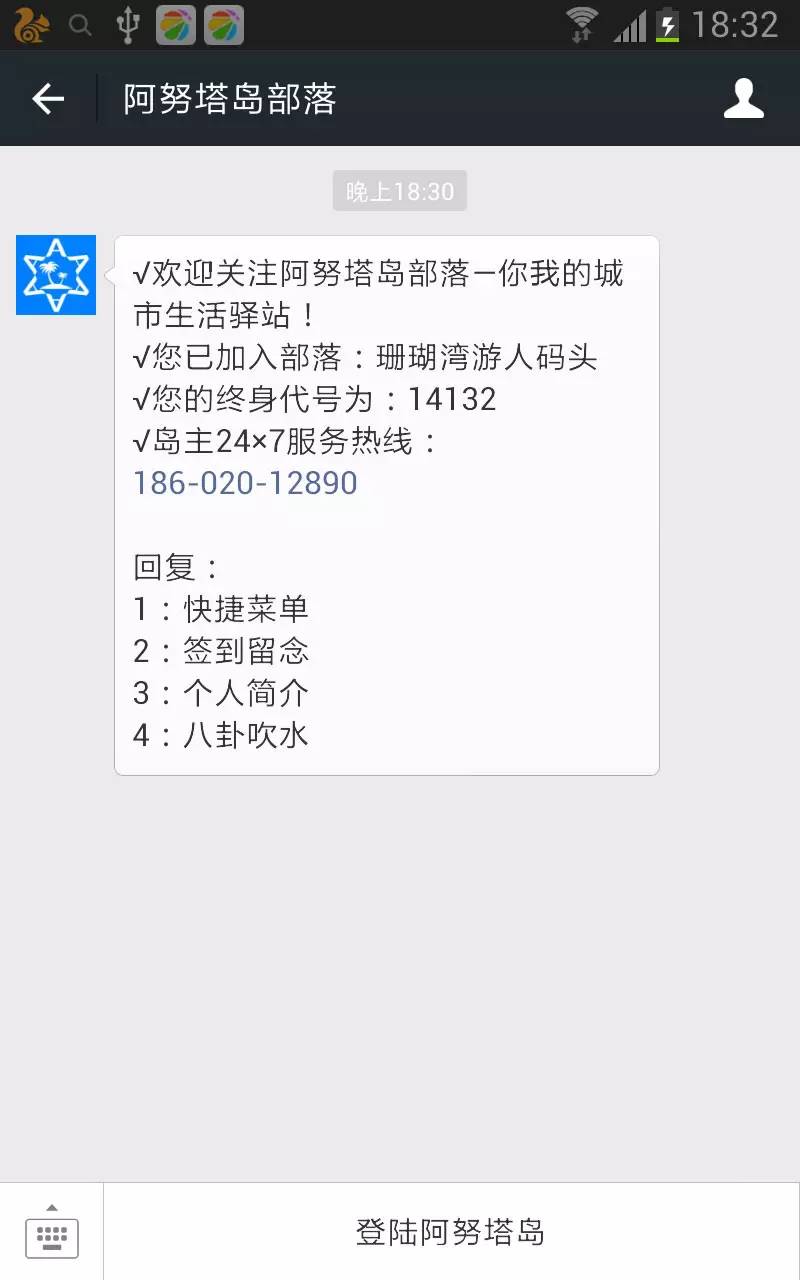 18:32
阿努塔岛部落
晚上18:30
√欢迎关注阿努塔岛部落—你我的城
市生活驿站！
√您已加入部落：珊瑚湾游人码头
√您的终身代号为：14132
√岛主24×7服务热线：
186-020-12890
回复：
1：快捷菜单
2：签到留念
3：个人简介
4：八卦吹水
登陆阿努塔岛